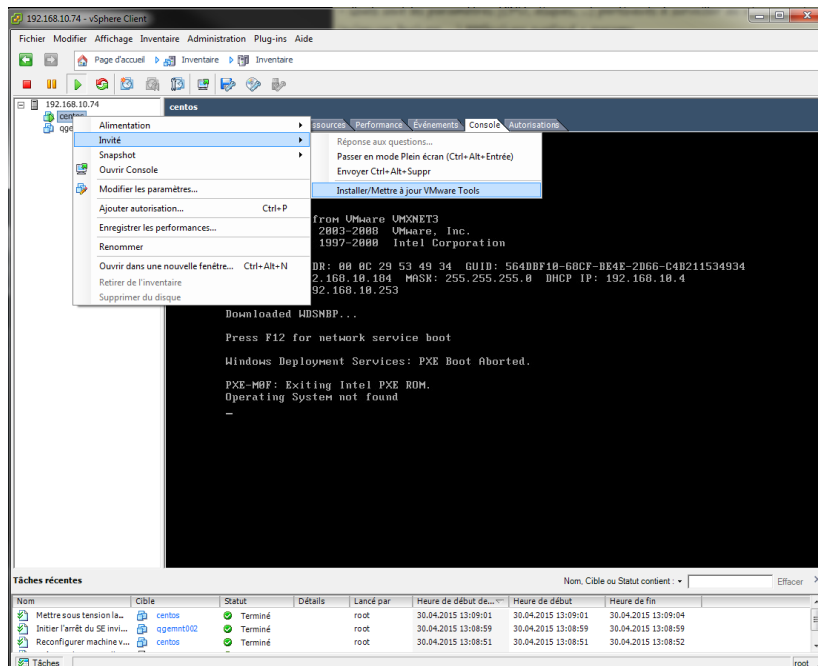 192.168.10.74 - vSphere Client
Fichier Modifier Affichage Inventaire Administration Plug-ins Aide
Page d'accueil Inventaire Inventaire
192.168.10.74
centos
centos
qge
ssources Performance Événements Console Autorisations
Alimentation
Invité
Snapshot
Ouvrir Console
Modifier les paramètres...
Ajouter autorisation... Ctrl+P
Enregistrer les performances...
Renommer
Ouvrir dans une nouvelle fenêtre... Ctrl+Alt+N
Retirer de l'inventaire
Supprimer du disque
Réponse aux questions...
Passer en mode Plein écran (Ctrl+Alt+Entrée)
Envoyer Ctrl+Alt+Suppr
Installer/Mettre à jour VMware Tools
from VMware VMXNET3
2003-2008 VMware, Inc.
1997-2000 Intel Corporation
DR: 00 0C 29 53 49 34 GUID: 564DBF10-68CF-BE4E-2D66-C4B211534934
2.168.10.184 MASK: 255.255.255.0 DHCP IP: 192.168.10.4
92.168.10.253
Downloaded WDSNBP...
Press F12 for network service boot
Windows Deployment Services: PXE Boot Aborted.
PXE-M0F: Exiting Intel PXE ROM.
Operating System not found
Tâches récentes
Nom, Cible ou Statut contient : Effacer
Nom Cible Statut Détails Lancé par Heure de début de... Heure de début Heure de fin
Mettre sous tension la... centos Terminé root 30.04.2015 13:09:01 30.04.2015 13:09:01 30.04.2015 13:09:04
Initier l'arrêt du SE invi... qgemnt002 Terminé root 30.04.2015 13:08:59 30.04.2015 13:08:59 30.04.2015 13:08:59
Reconfigurer machine v... centos Terminé root 30.04.2015 13:08:51 30.04.2015 13:08:51 30.04.2015 13:08:52
Tâches root